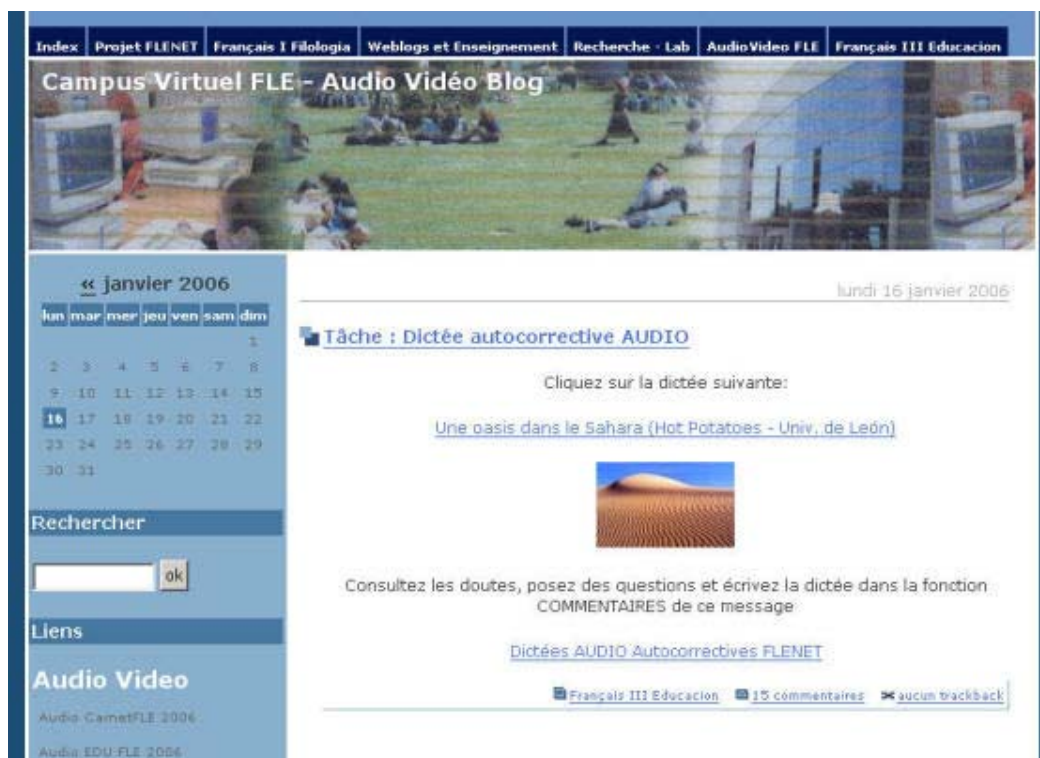 Index Projet FLENET Français I Filologia Weblogs et Enseignement Recherche - Lab AudioVideo FLE Français III Educacion
Campus Virtuel FLE - Audio Vidéo Blog
« janvier 2006
lun mar mer jeu ven sam dim
1
2 3 4 5 6 7 8
9 10 11 12 13 14 15
16 17 18 19 20 21 22
23 24 25 26 27 28 29
30 31
Rechercher
ok
Liens
Audio Video
Audio CarnetFLE 2006
Audio EDU FLE 2006
lundi 16 janvier 2006
Tâche : Dictée autocorrective AUDIO
Cliquez sur la dictée suivante:
Une oasis dans le Sahara (Hot Potatoes - Univ. de León)
Consultez les doutes, posez des questions et écrivez la dictée dans la fonction
COMMENTAIRES de ce message
Dictées AUDIO Autocorrectives FLENET
Français III Educacion 15 commentaires aucun trackback